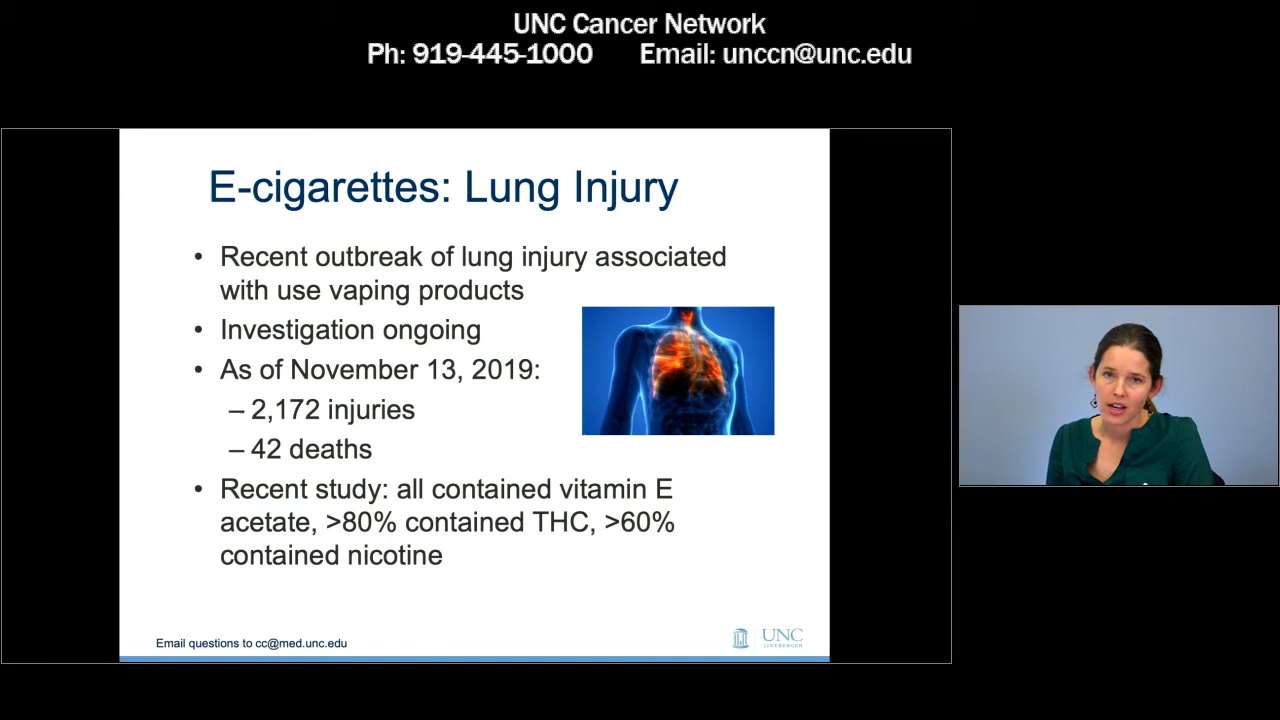 UNC Cancer Network
Ph: 919-445-1000 Email: unccn@unc.edu
E-cigarettes: Lung Injury
• Recent outbreak of lung injury associated
with use vaping products
• Investigation ongoing
• As of November 13, 2019:
– 2,172 injuries
– 42 deaths
• Recent study: all contained vitamin E
acetate, >80% contained THC, >60%
contained nicotine
Email questions to cc@med.unc.edu
UNC
LINEBERGER